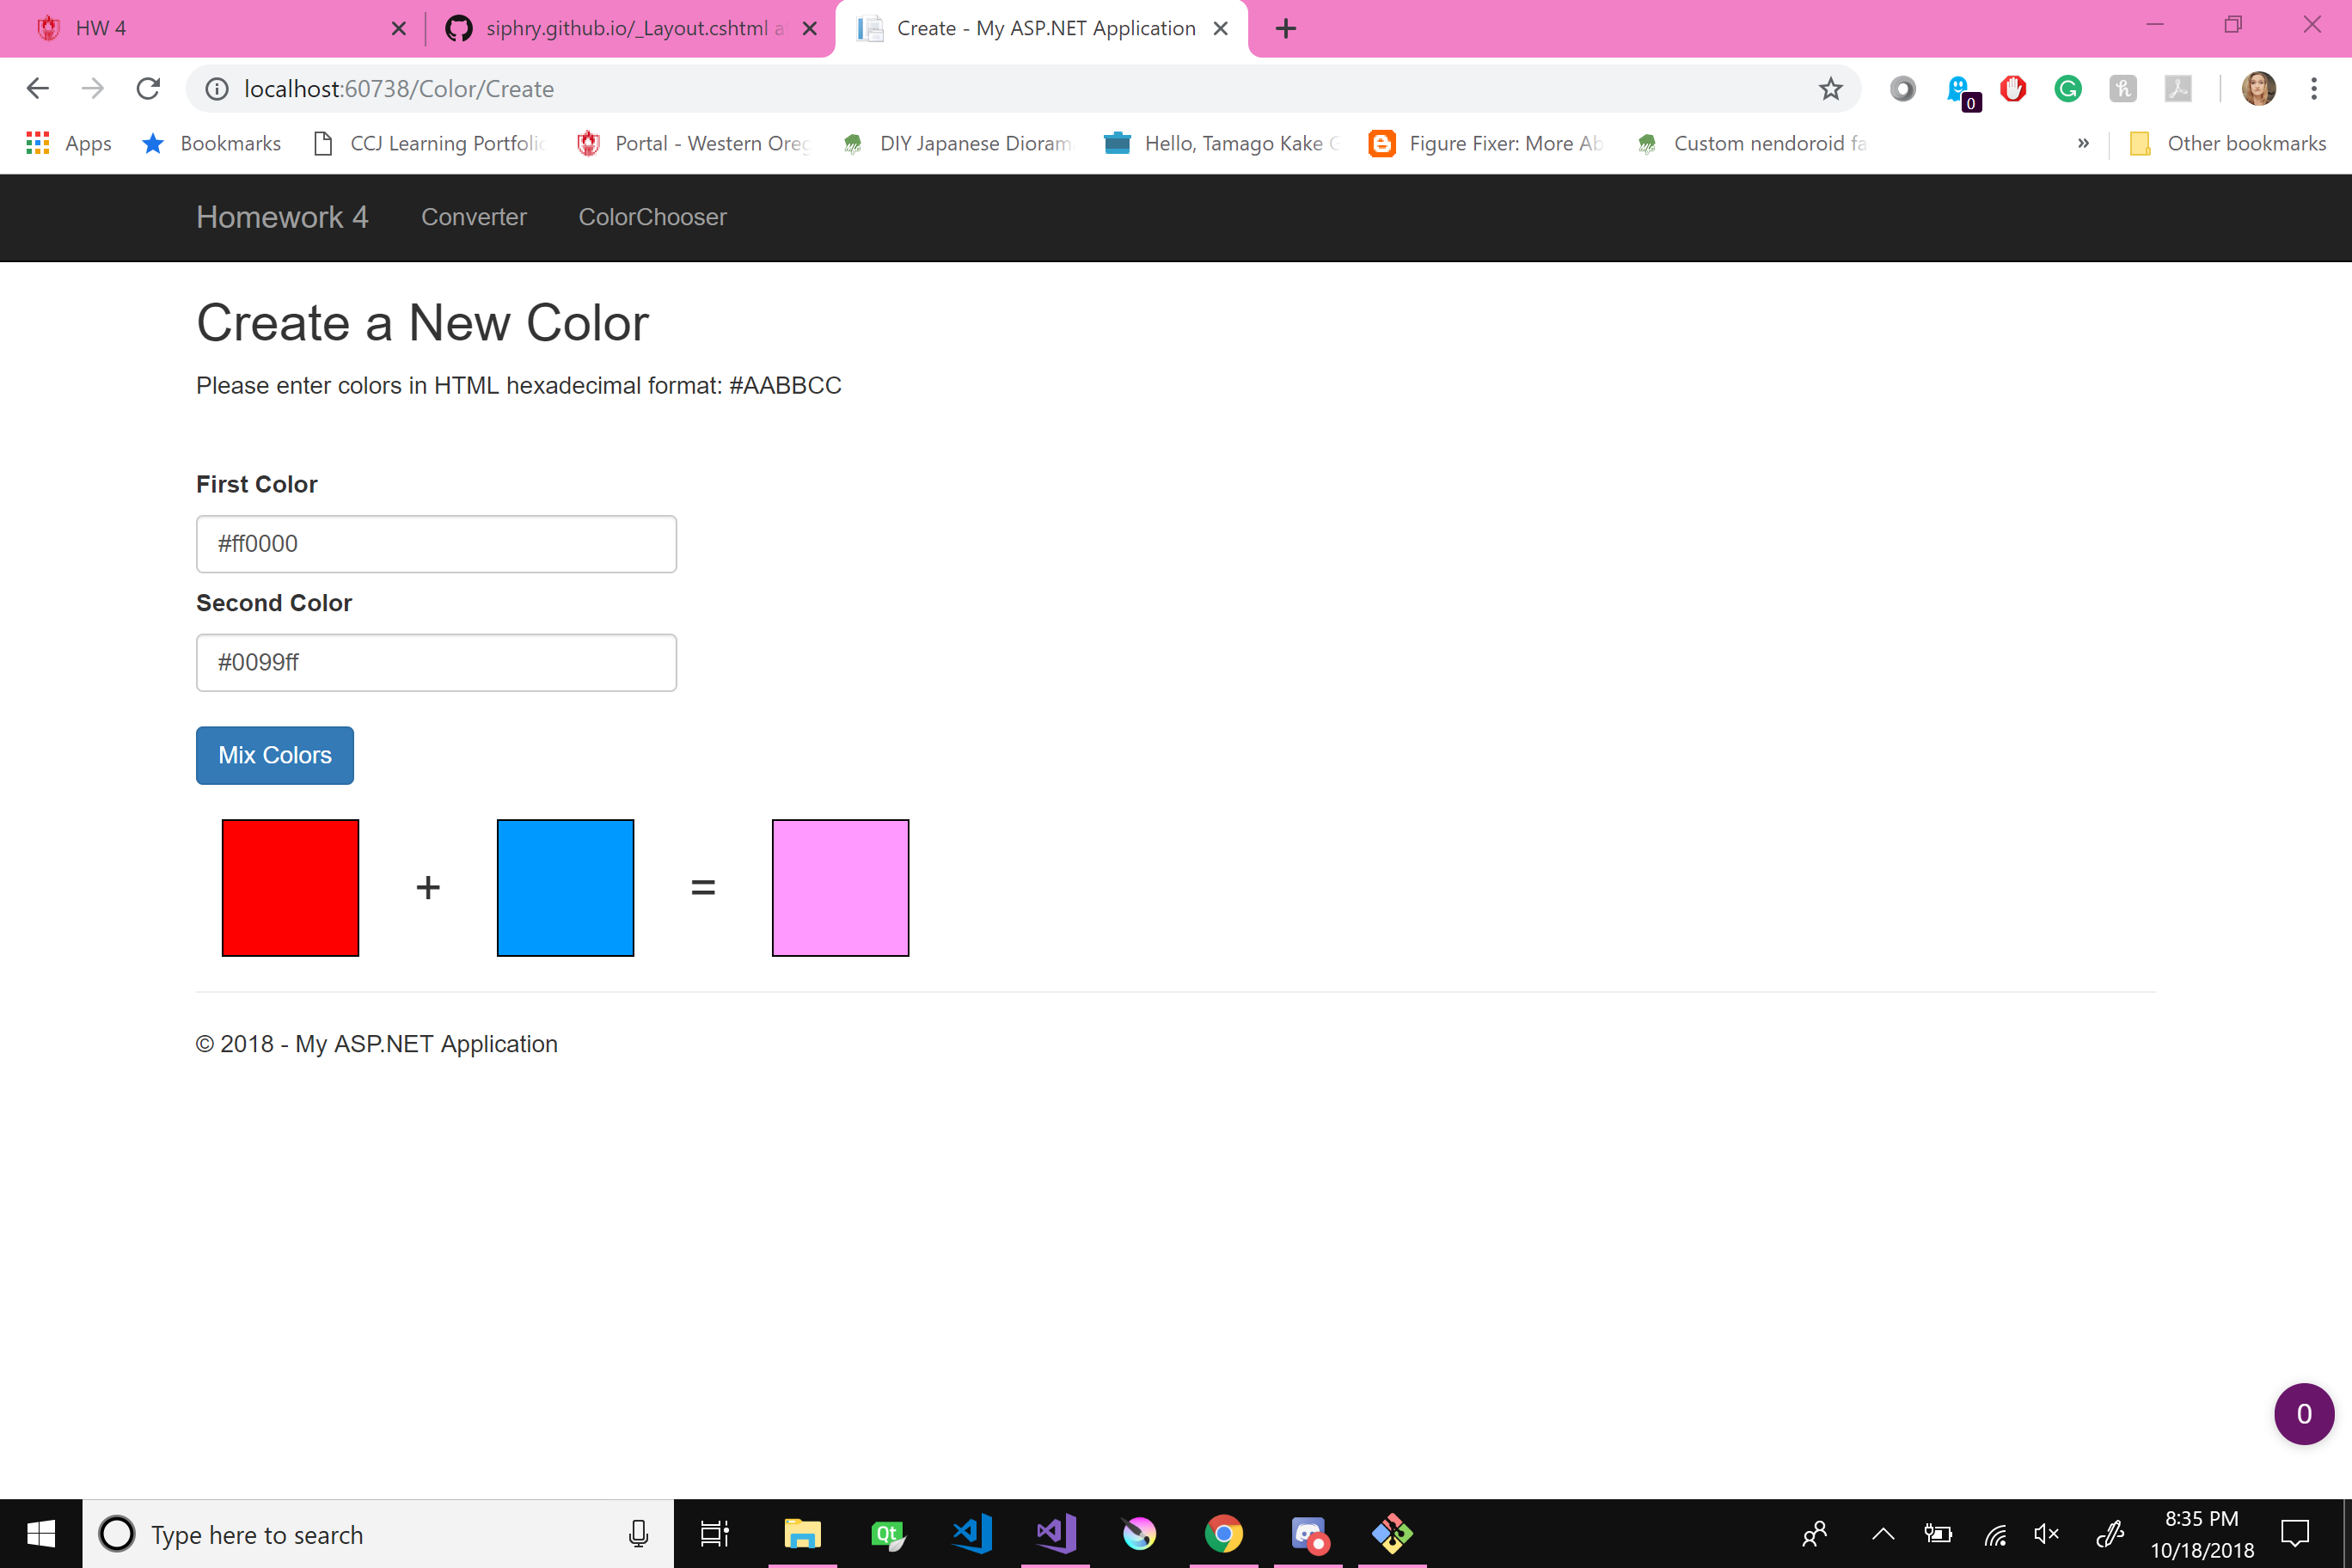 HW 4
siphry.github.io/_Layout.cshtml a
Create - My ASP.NET Application
localhost:60738/Color/Create
0
Apps
Bookmarks
CCJ Learning Portfolio
Portal - Western Oreg
DIY Japanese Dioram
Hello, Tamago Kake G
Figure Fixer: More Ab
Custom nendoroid fa
»
Other bookmarks
Homework 4
Converter
ColorChooser
Create a New Color
Please enter colors in HTML hexadecimal format: #AABBCC
First Color
#ff0000
Second Color
#0099ff
Mix Colors
+
=
© 2018 - My ASP.NET Application
0
Type here to search
Qt
8:35 PM
10/18/2018